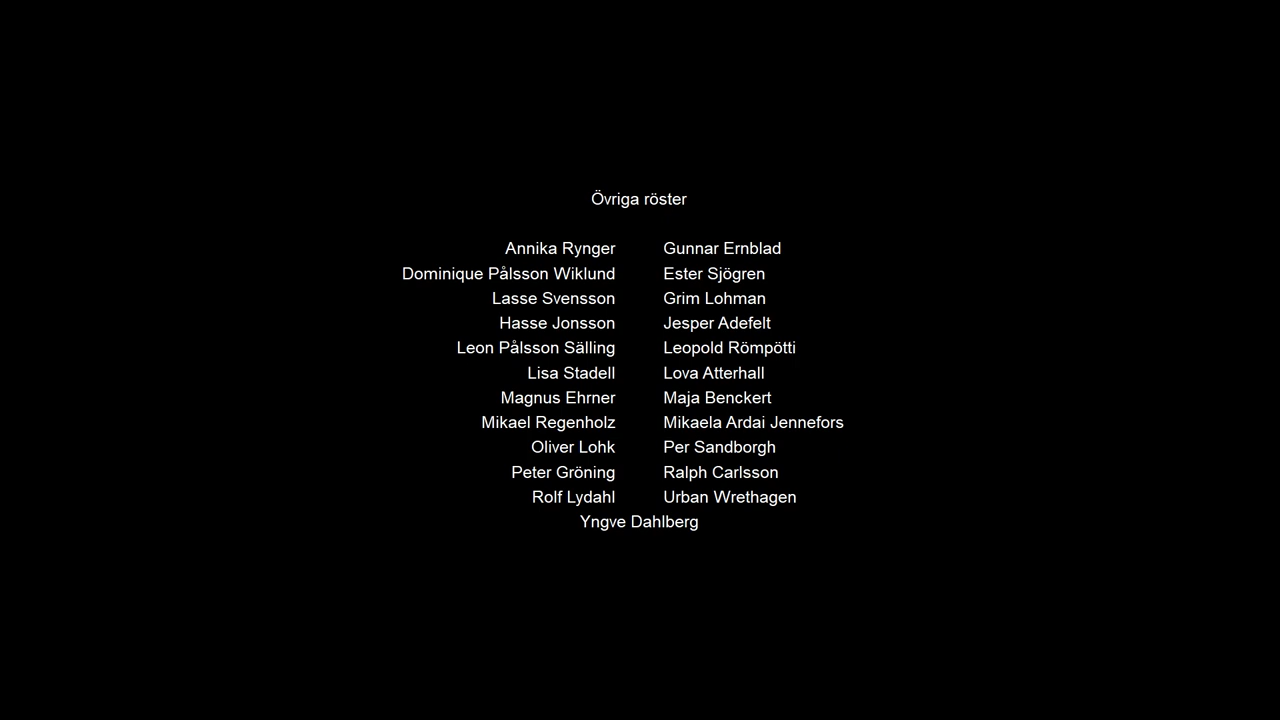 Övriga röster
Annika Rynger Gunnar Ernblad
Dominique Pålsson Wiklund Ester Sjögren
Lasse Svensson Grim Lohman
Hasse Jonsson Jesper Adefelt
Leon Pålsson Sälling Leopold Römpötti
Lisa Stadell Lova Atterhall
Magnus Ehrner Maja Benckert
Mikael Regenholz Mikaela Ardai Jennefors
Oliver Lohk Per Sandborgh
Peter Gröning Ralph Carlsson
Rolf Lydahl Urban Wrethagen
Yngve Dahlberg